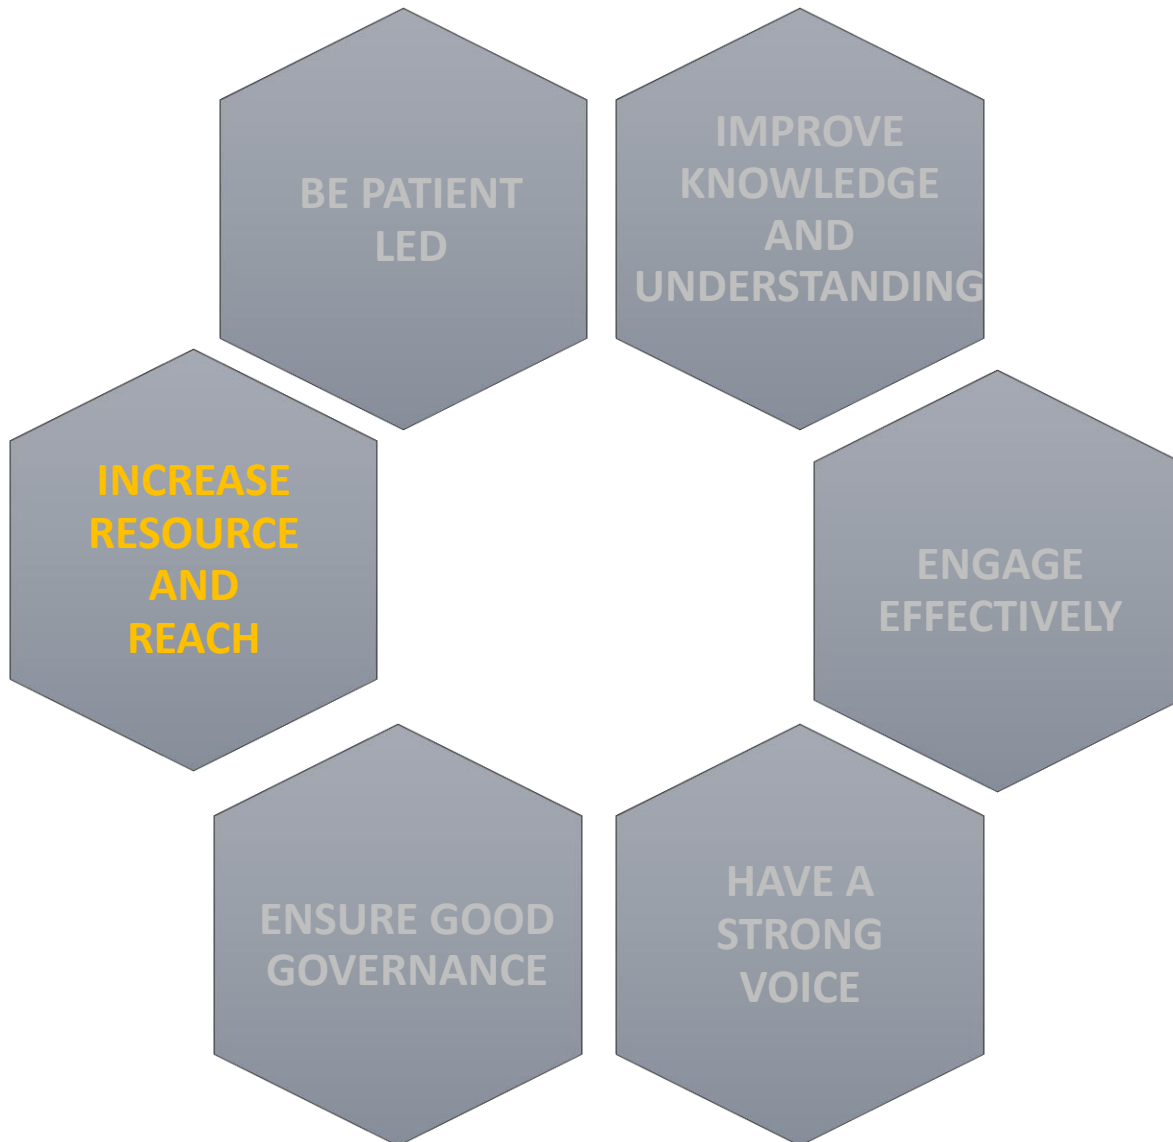 BE PATIENT
LED
IMPROVE
KNOWLEDGE
AND
UNDERSTANDING
INCREASE
RESOURCE
AND
REACH
ENGAGE
EFFECTIVELY
ENSURE GOOD
GOVERNANCE
HAVE A
STRONG
VOICE